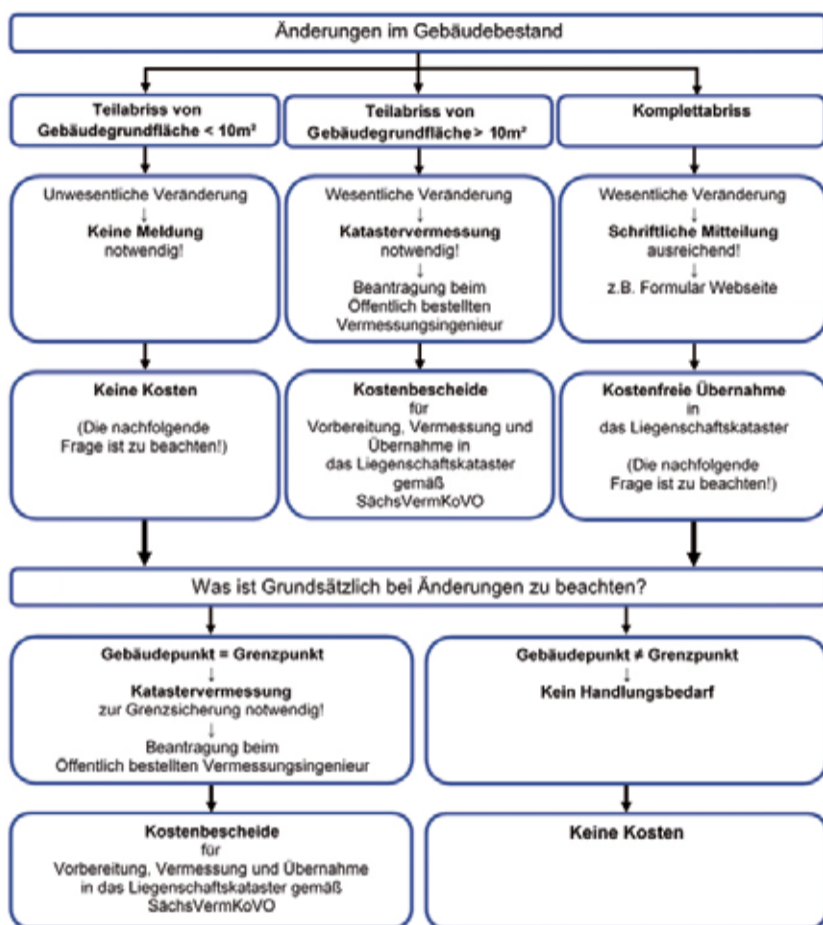 Änderungen im Gebäudebestand
Teilabriss von
Gebäudegrundfläche < 10m²
Teilabriss von
Gebäudegrundfläche > 10m²
Komplettabriss
Unwesentliche Veränderung
↓
Keine Meldung
notwendig!
Wesentliche Veränderung
↓
Katastervermessung
notwendig!
↓
Beantragung beim
Öffentlich bestellten
Vermessungsingenieur
Wesentliche Veränderung
↓
Schriftliche Mitteilung
ausreichend!
↓
z.B. Formular Webseite
Keine Kosten
(Die nachfolgende
Frage ist zu beachten!)
Kostenbescheide
für
Vorbereitung, Vermessung und
Übernahme in
das Liegenschaftskataster
gemäß
SächsVermKoVO
Kostenfreie Übernahme
in
das Liegenschaftskataster
(Die nachfolgende
Frage ist zu beachten!)
Was ist Grundsätzlich bei Änderungen zu beachten?
Gebäudepunkt = Grenzpunkt
↓
Katastervermessung
zur Grenzsicherung notwendig!
↓
Beantragung beim
Öffentlich bestellten Vermessungsingenieur
Gebäudepunkt ≠ Grenzpunkt
↓
Kein Handlungsbedarf
Kostenbescheide
für
Vorbereitung, Vermessung und Übernahme
in das Liegenschaftskataster gemäß
SächsVermKoVO
Keine Kosten